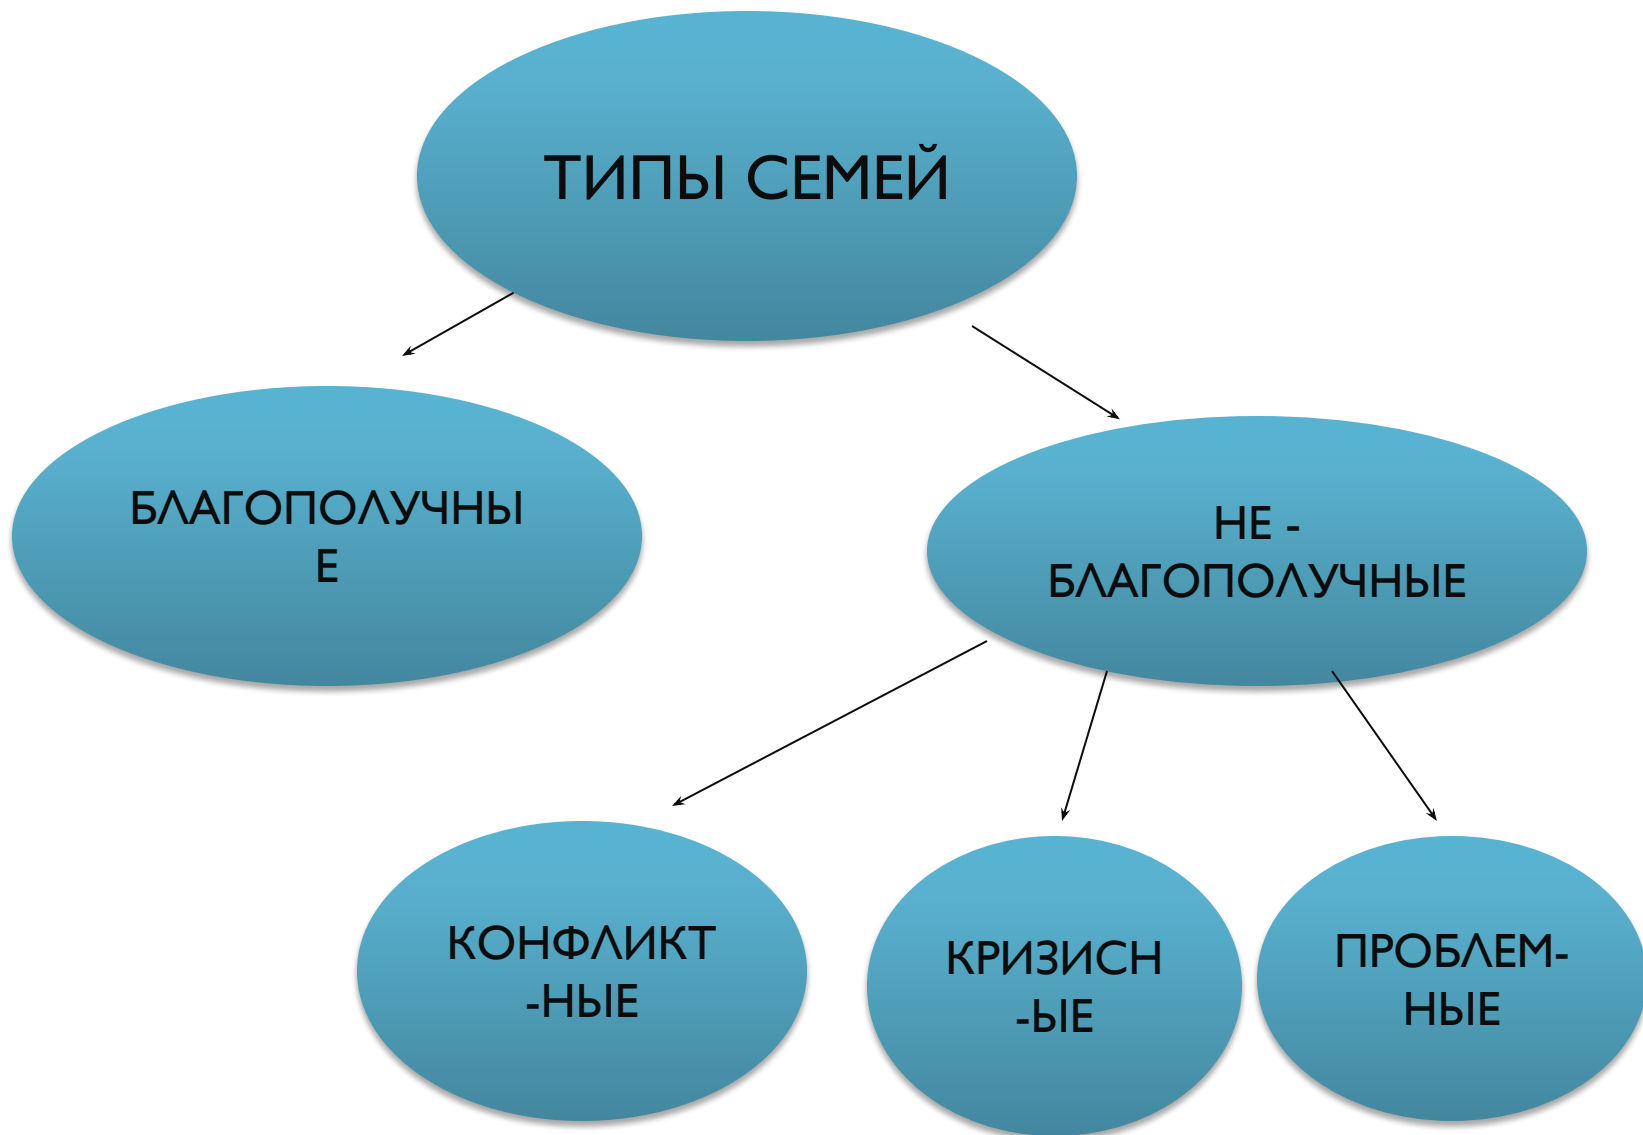 ТИПЫ СЕМЕЙ
БЛАГОПОЛУЧНЫ
Е
НЕ -
БЛАГОПОЛУЧНЫЕ
КОНФЛИКТ
-НЫЕ
КРИЗИСН
-ЫЕ
ПРОБЛЕМ-
НЫЕ